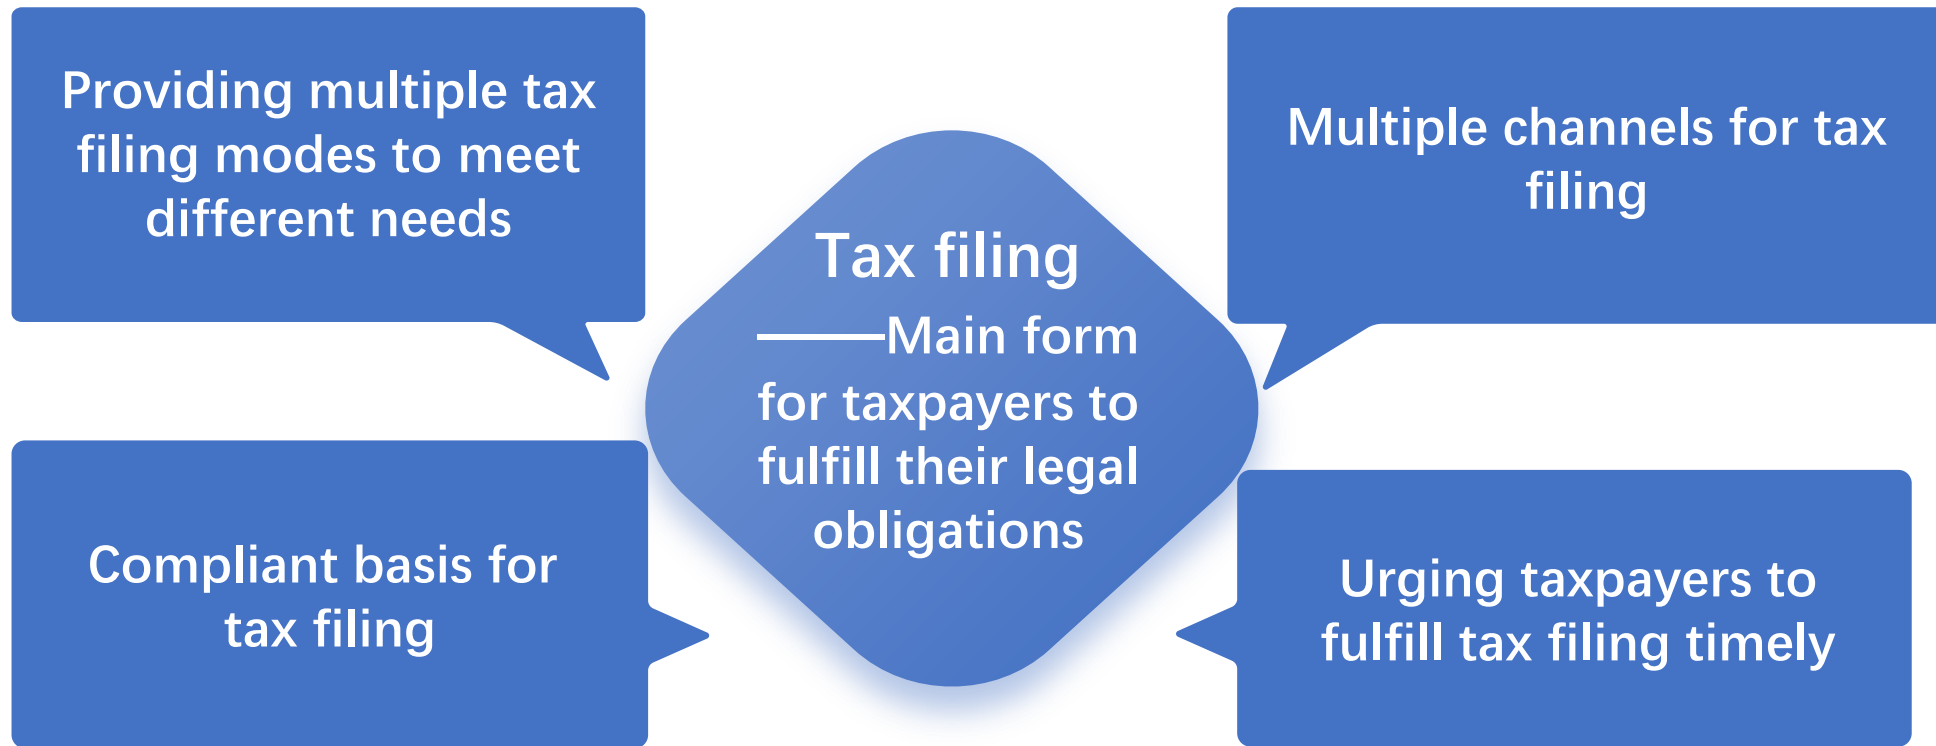 Providing multiple tax
filing modes to meet
different needs
Multiple channels for tax
filing
Tax filing
——Main form
for taxpayers to
fulfill their legal
obligations
Compliant basis for
tax filing
Urging taxpayers to
fulfill tax filing timely